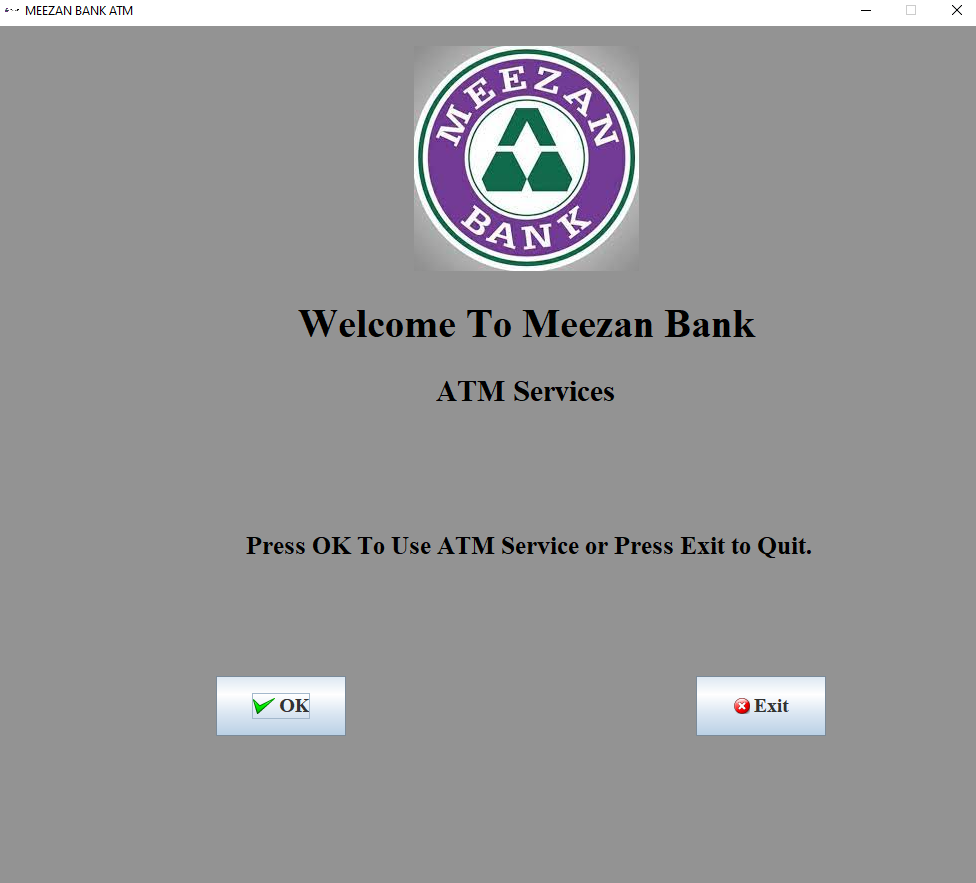 MEEZAN BANK ATM
MEEZAN
BANK
Welcome To Meezan Bank
ATM Services
Press OK To Use ATM Service or Press Exit to Quit.
OK
Exit